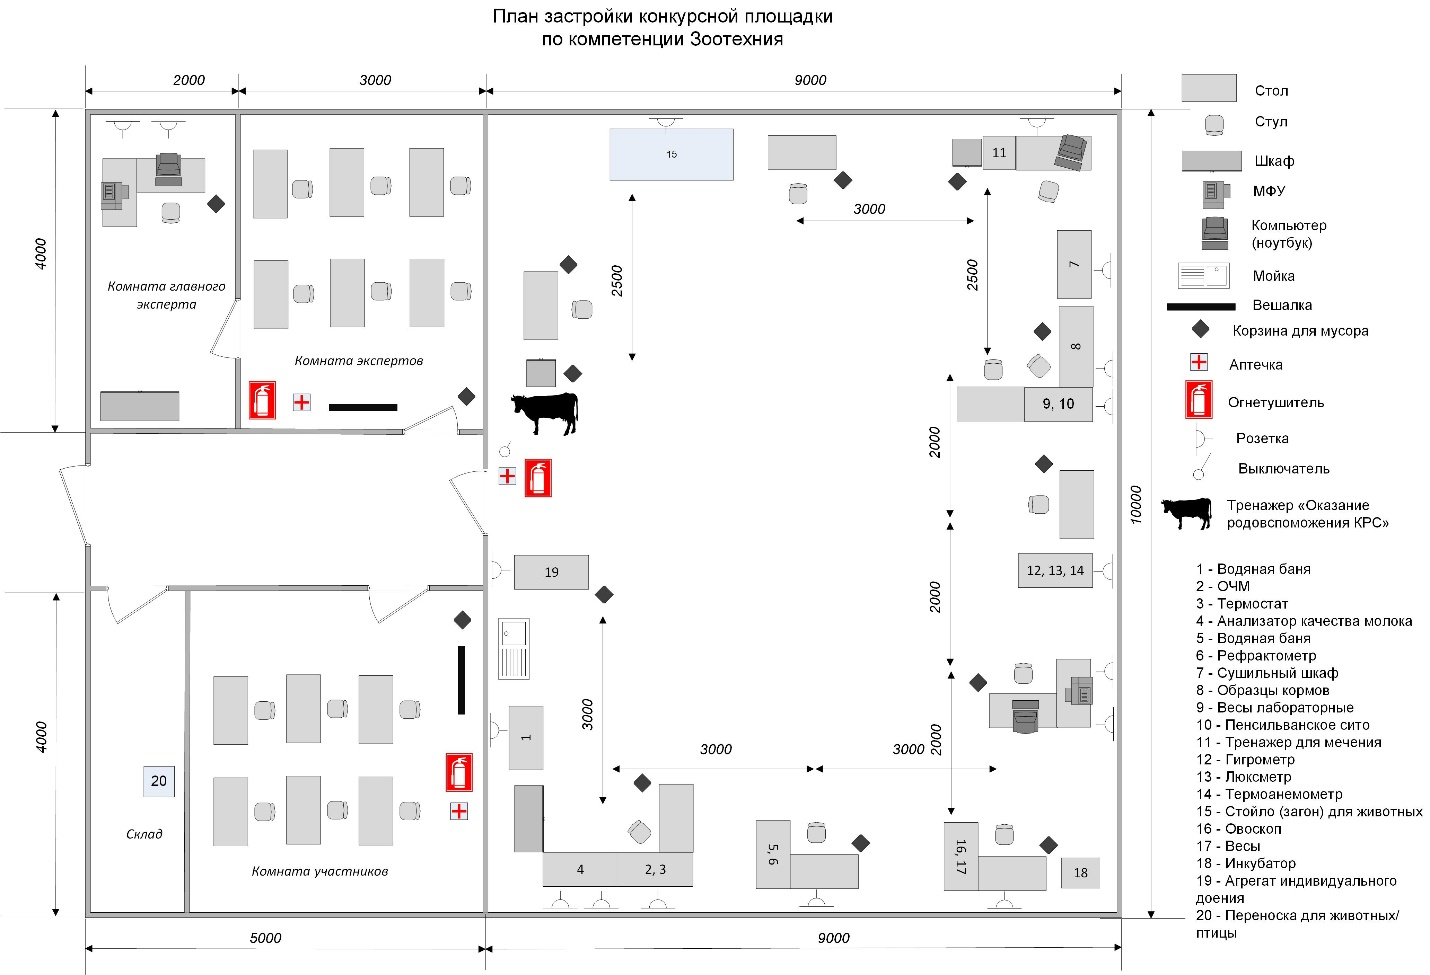 План застройки конкурсной площадки
по компетенции Зоотехния
2000
3000
9000
15
11
Стол
Стул
Шкаф
МФУ
Компьютер
(ноутбук)
Мойка
Вешалка
Корзина для мусора
Аптечка
Огнетушитель
Розетка
Выключатель
Тренажер «Оказание
родовспоможения КРС»
4000
3000
2500
2500
7
Комната главного
эксперта
Комната экспертов
8
9, 10
2000
10000
19
12, 13, 14
2000
4000
3000
1
2000
3000
3000
20
Склад
Комната участников
4
2, 3
5, 6
16, 17
18
5000
9000
1 - Водяная баня
2 - ОЧМ
3 - Термостат
4 - Анализатор качества молока
5 - Водяная баня
6 - Рефрактометр
7 - Сушильный шкаф
8 - Образцы кормов
9 - Весы лабораторные
10 - Пенсильванское сито
11 - Тренажер для мечения
12 - Гигрометр
13 - Люксметр
14 - Термоанемометр
15 - Стойло (загон) для животных
16 - Овоскоп
17 - Весы
18 - Инкубатор
19 - Агрегат индивидуального
доения
20 - Переноска для животных/
птицы